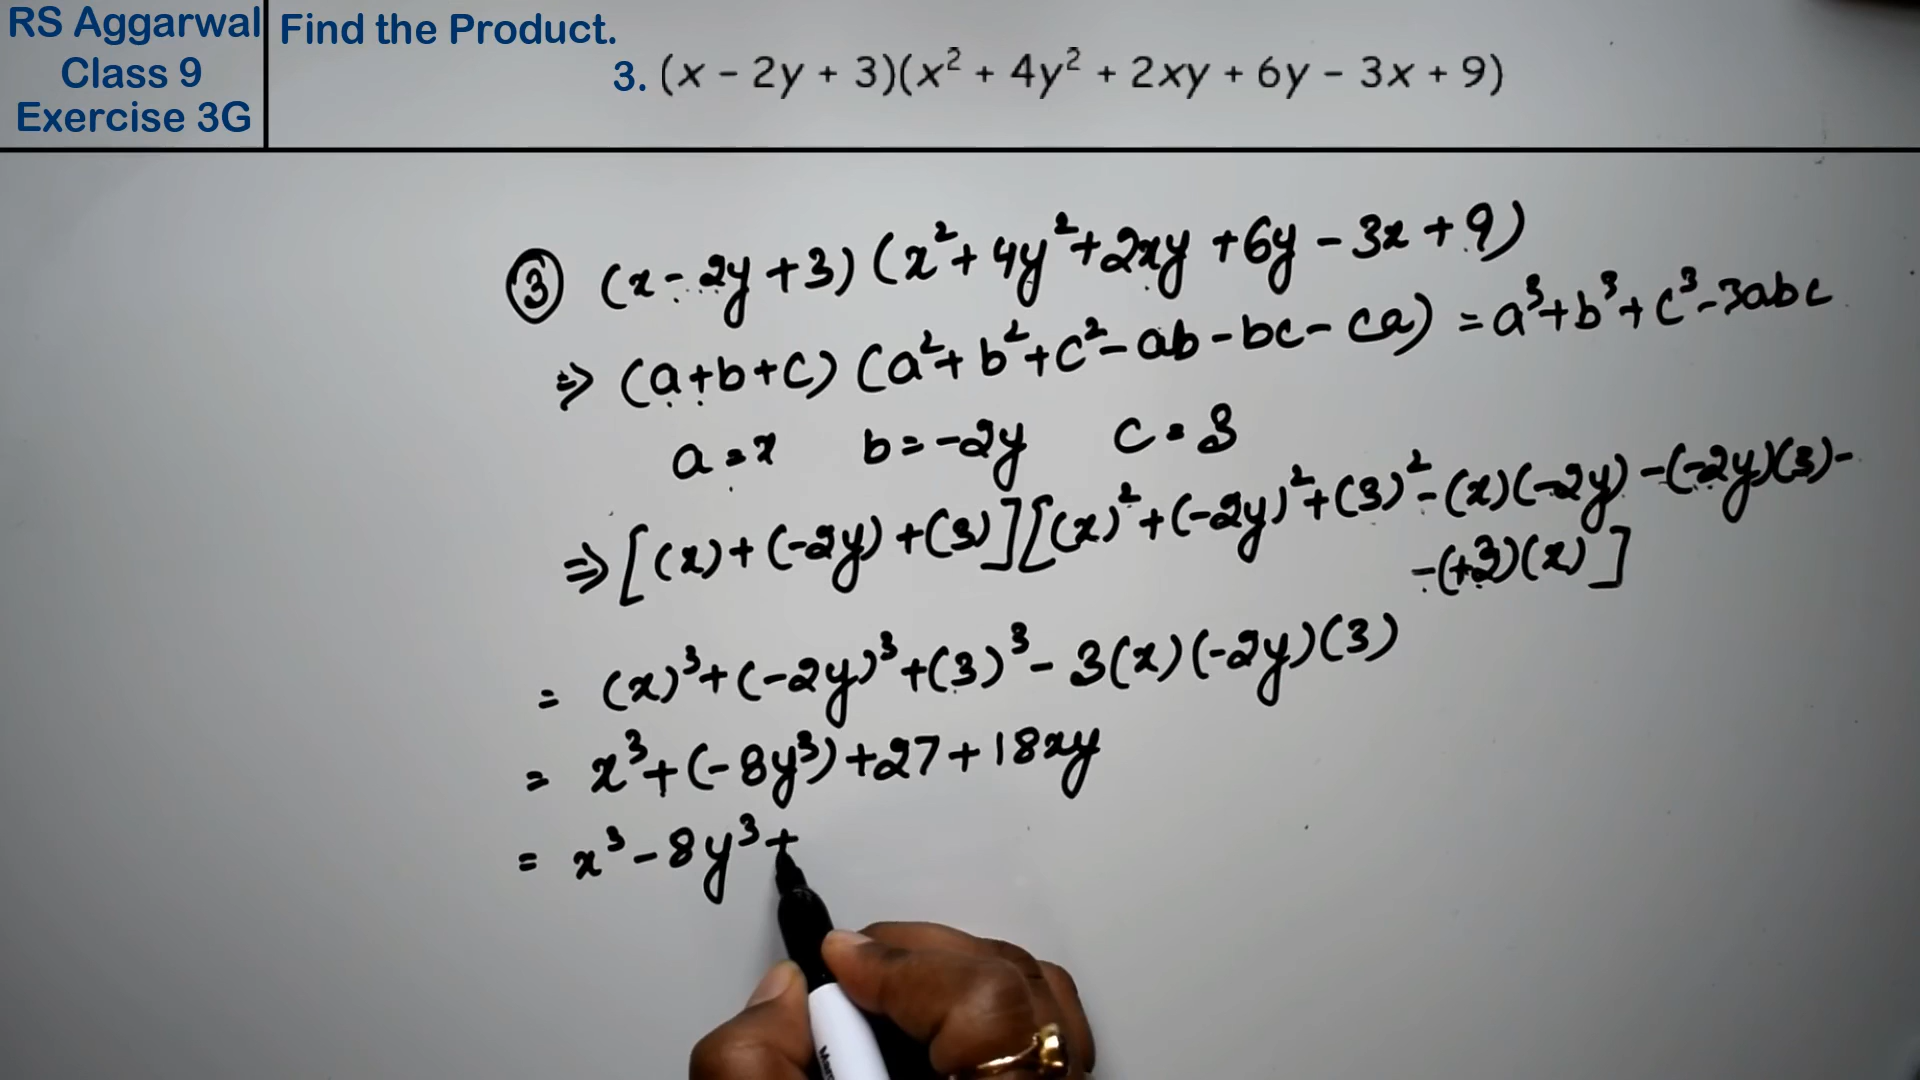 RS Aggarwal
Class 9
Exercise 3G
Find the Product.
3. (x – 2y + 3)(x² + 4y² + 2xy + 6y – 3x + 9)
③ (x - 2y + 3) (x² + 4y² + 2xy + 6y - 3x + 9)
⇒ (a+b+c) (a² + b² + c² - ab - bc - ca) = a³ + b³ + c³ - 3abc
a = x b = -2y c = 3
⇒ [(x) + (-2y) + (3)] [(x)² + (-2y)² + (3)² - (x)(-2y) - (-2y)(3) -
- (+3)(x)]
= (x)³ + (-2y)³ + (3)³ - 3(x)(-2y)(3)
= x³ + (-8y³) + 27 + 18xy
= x³ - 8y³ +